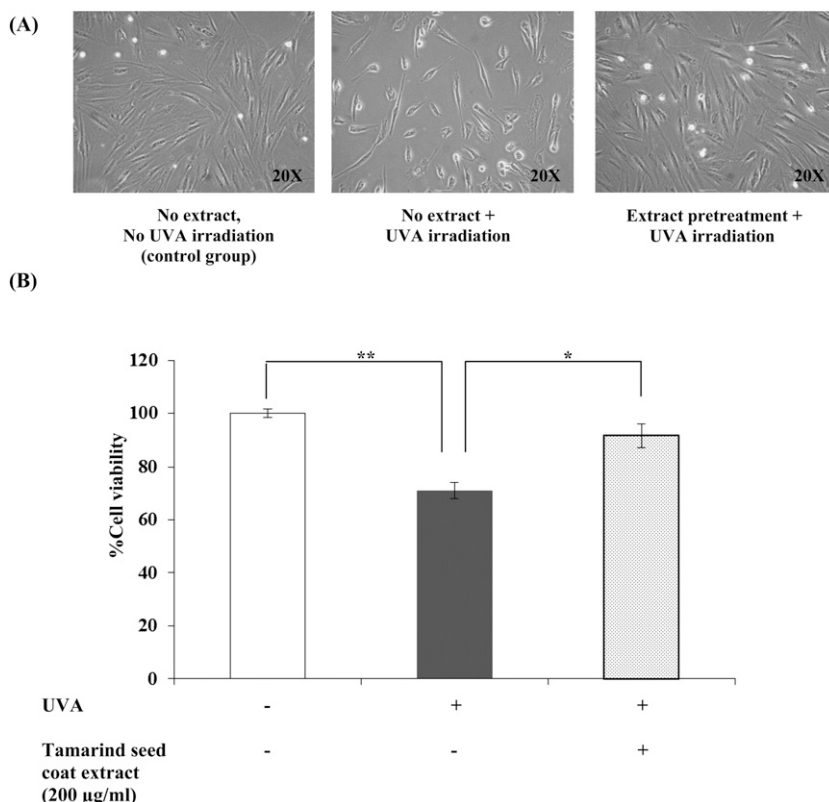 (A)
20X
20X
20X
No extract,
No UVA irradiation
(control group)
No extract +
UVA irradiation
Extract pretreatment +
UVA irradiation
(B)
%Cell viability
120
100
80
60
40
20
0
**
*
UVA - + +
Tamarind seed
coat extract
(200 µg/ml) - - +